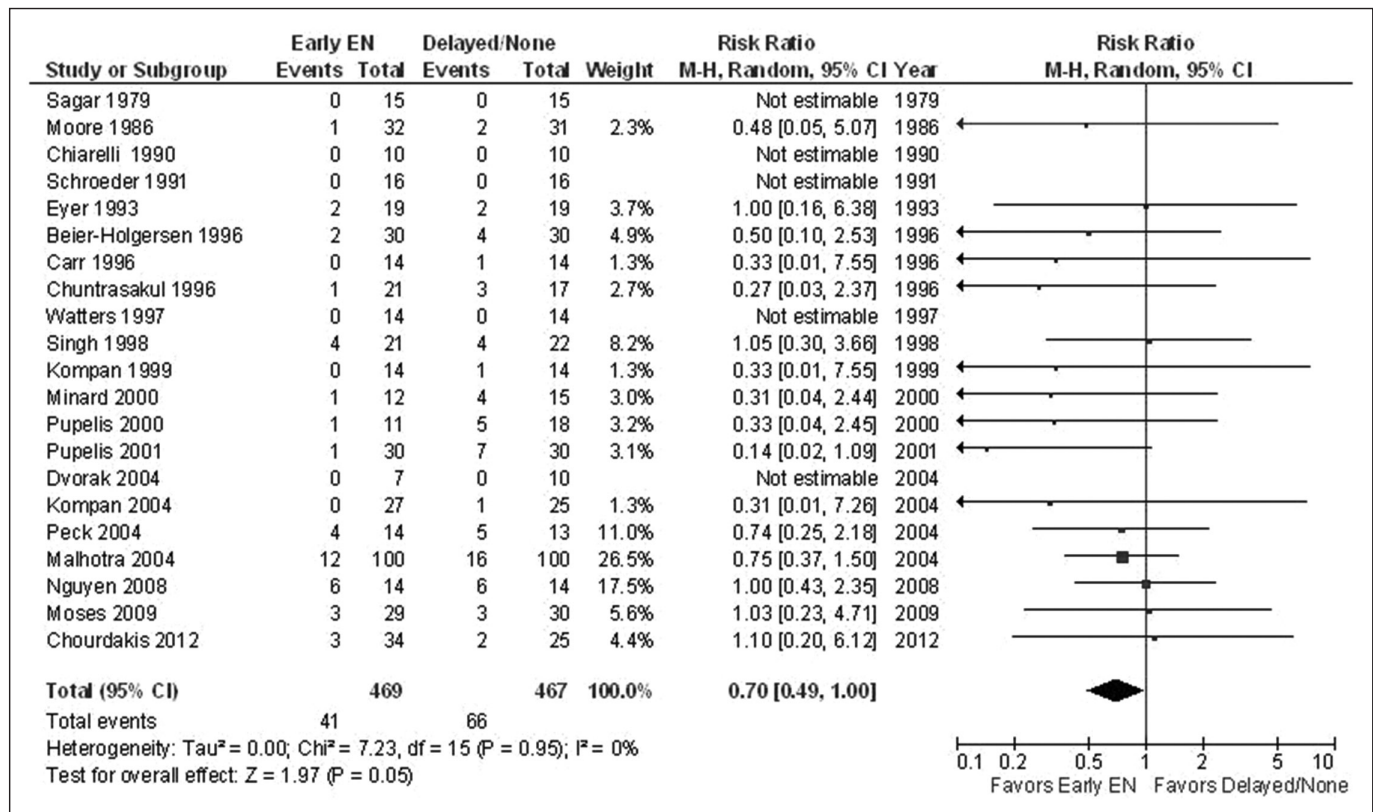 Early EN Delayed/None Risk Ratio Risk Ratio
Study or Subgroup Events Total Events Total Weight M-H, Random, 95% CI Year M-H, Random, 95% CI
Sagar 1979 0 15 0 15 Not estimable 1979
Moore 1986 1 32 2 31 2.3% 0.48 [0.05, 5.07] 1986
Chiarelli 1990 0 10 0 10 Not estimable 1990
Schroeder 1991 0 16 0 16 Not estimable 1991
Eyer 1993 2 19 2 19 3.7% 1.00 [0.16, 6.38] 1993
Beier-Holgersen 1996 2 30 4 30 4.9% 0.50 [0.10, 2.53] 1996
Carr 1996 0 14 1 14 1.3% 0.33 [0.01, 7.55] 1996
Chuntrasakul 1996 1 21 3 17 2.7% 0.27 [0.03, 2.37] 1996
Watters 1997 0 14 0 14 Not estimable 1997
Singh 1998 4 21 4 22 8.2% 1.05 [0.30, 3.66] 1998
Kompan 1999 0 14 1 14 1.3% 0.33 [0.01, 7.55] 1999
Minard 2000 1 12 4 15 3.0% 0.31 [0.04, 2.44] 2000
Pupelis 2000 1 11 5 18 3.2% 0.33 [0.04, 2.45] 2000
Pupelis 2001 1 30 7 30 3.1% 0.14 [0.02, 1.09] 2001
Dvorak 2004 0 7 0 10 Not estimable 2004
Kompan 2004 0 27 1 25 1.3% 0.31 [0.01, 7.26] 2004
Peck 2004 4 14 5 13 11.0% 0.74 [0.25, 2.18] 2004
Malhotra 2004 12 100 16 100 26.5% 0.75 [0.37, 1.50] 2004
Nguyen 2008 6 14 6 14 17.5% 1.00 [0.43, 2.35] 2008
Moses 2009 3 29 3 30 5.6% 1.03 [0.23, 4.71] 2009
Chourdakis 2012 3 34 2 25 4.4% 1.10 [0.20, 6.12] 2012
Total (95% CI) 469 467 100.0% 0.70 [0.49, 1.00]
Total events 41 66
Heterogeneity: Tau² = 0.00; Chi² = 7.23, df = 15 (P = 0.95); I² = 0%
Test for overall effect: Z = 1.97 (P = 0.05)
0.1 0.2 0.5 1 2 5 10
Favors Early EN Favors Delayed/None